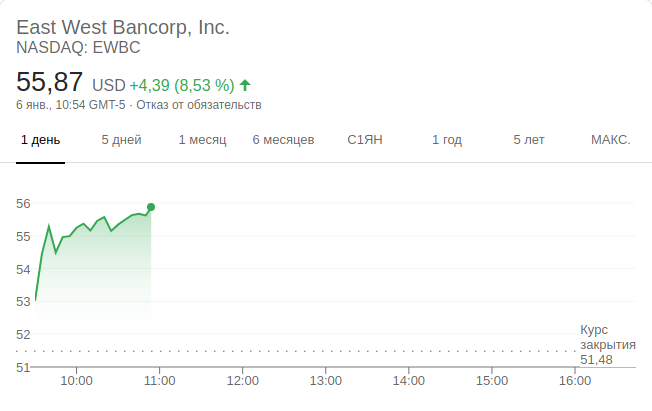 East West Bancorp, Inc.
NASDAQ: EWBC
55,87 USD +4,39 (8,53 %)
6 янв., 10:54 GMT-5 · Отказ от обязательств
1 день 5 дней 1 месяц 6 месяцев С1ЯН 1 год 5 лет МАКС.
56
55
54
53
52
51
Курс
закрытия
51,48
10:00 11:00 12:00 13:00 14:00 15:00 16:00